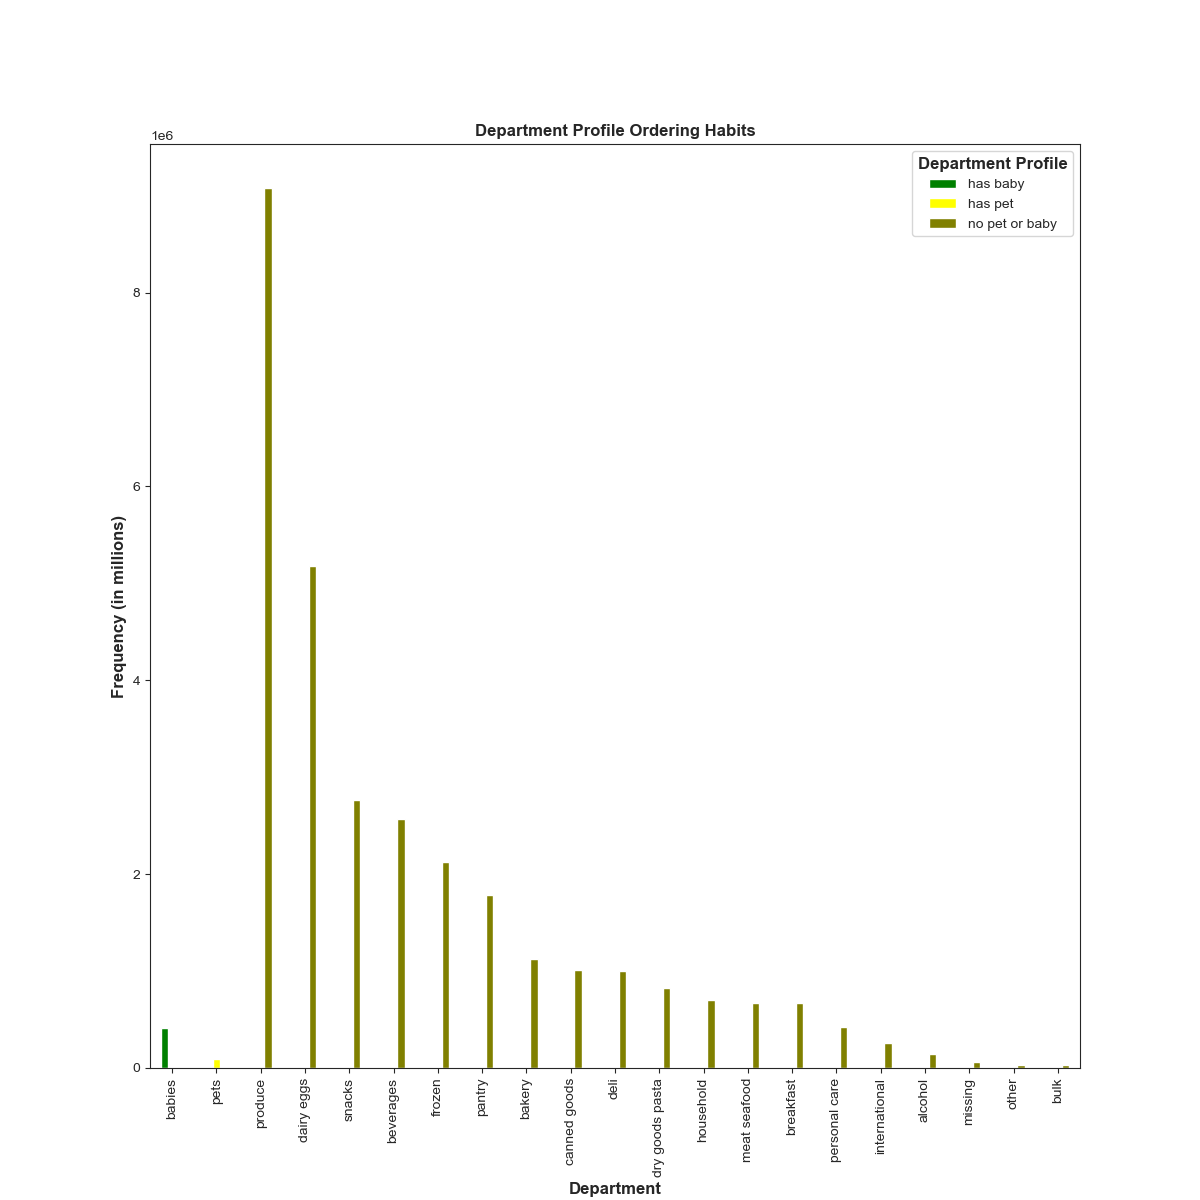 Department Profile Ordering Habits
1e6
Department Profile
has baby
has pet
no pet or baby
8
6
4
2
0
Frequency (in millions)
babies
pets
produce
dairy eggs
snacks
beverages
frozen
pantry
bakery
canned goods
deli
dry goods pasta
household
meat seafood
breakfast
personal care
international
alcohol
missing
other
bulk
Department